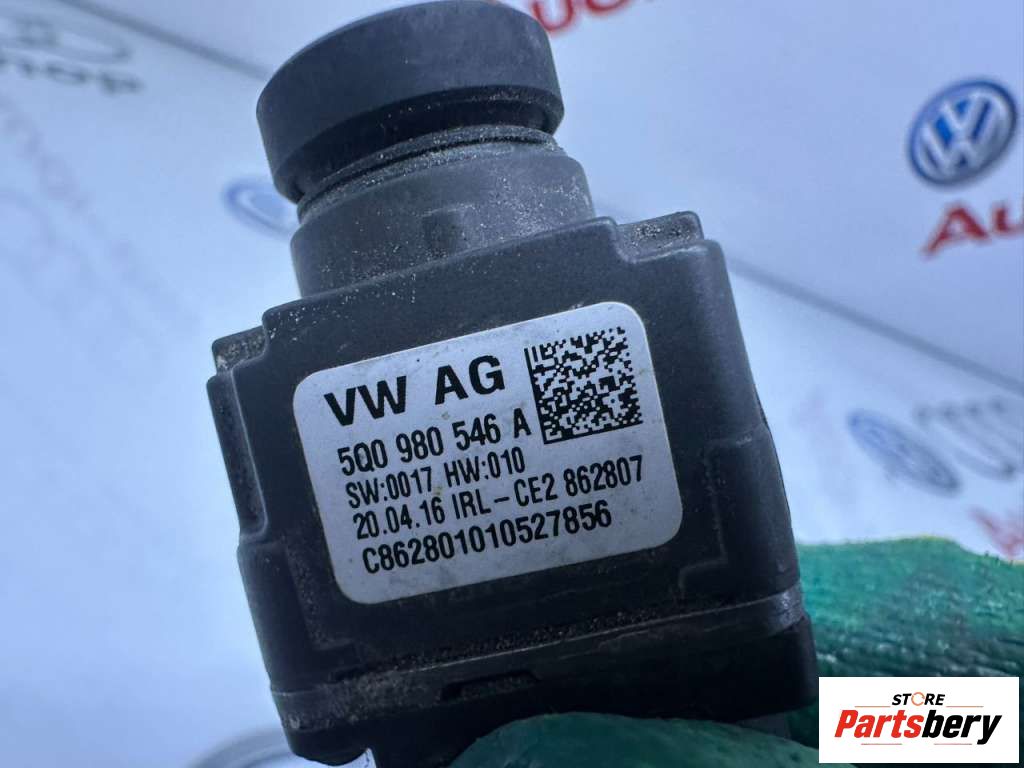 VW AG
5Q0 980 546 A
SW:0017 HW:010
20.04.16 IRL-CE2 862807
C862801010527856
STORE
Partsbery